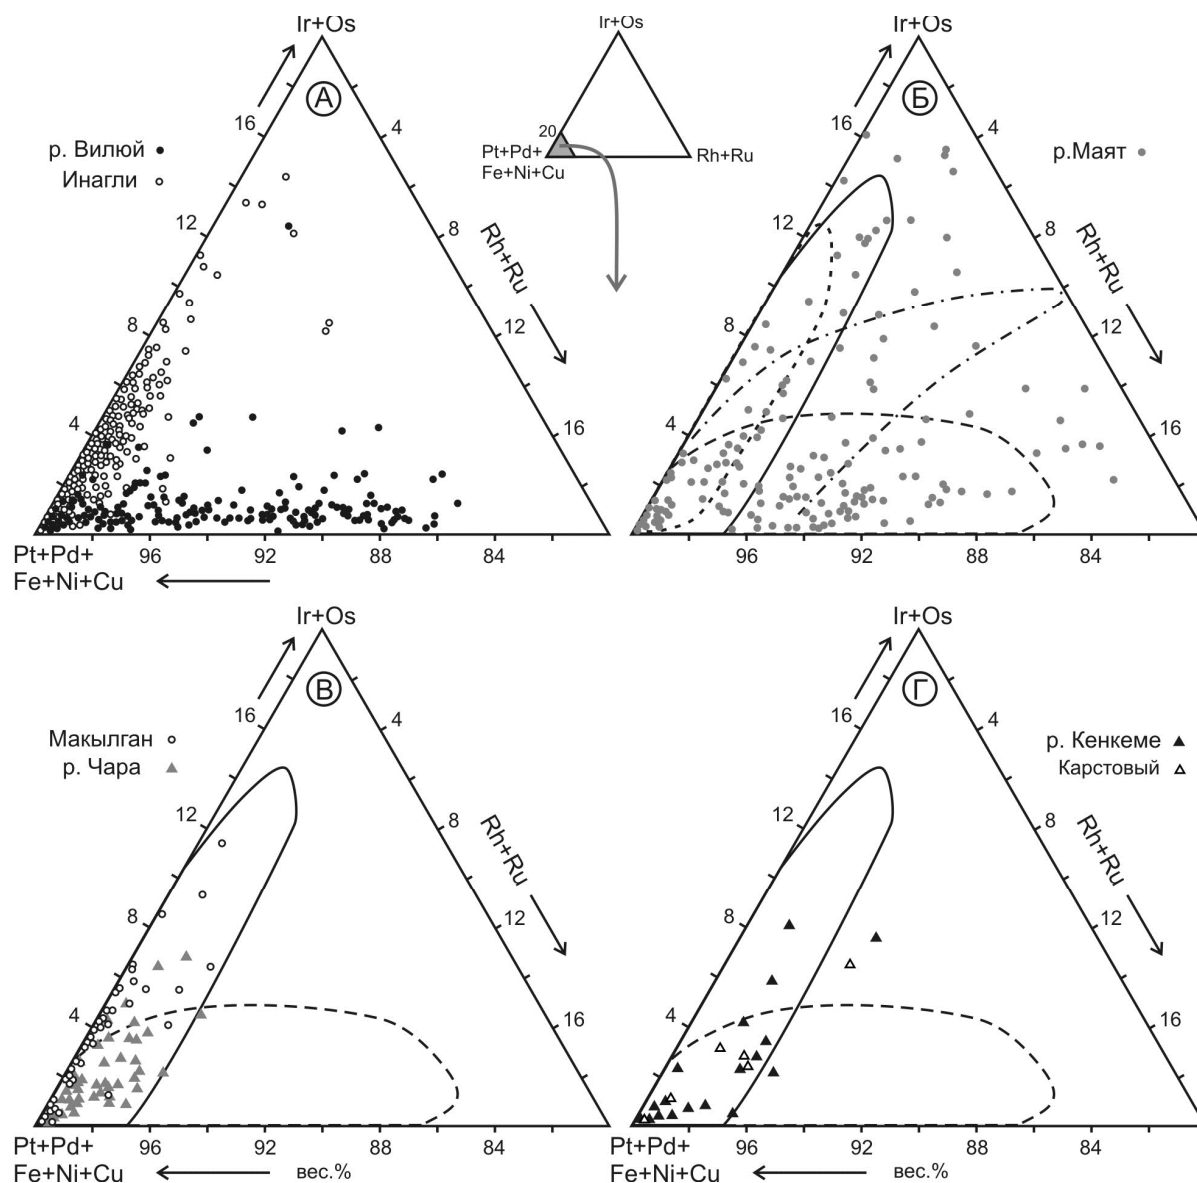 Ir+Os
А
16
4
р. Вилюй
Инагли
12
8
Rh+Ru
8
12
4
16
96
92
88
84
Pt+Pd+
Fe+Ni+Cu
Ir+Os
20
Pt+Pd+
Fe+Ni+Cu
Rh+Ru
Ir+Os
Б
16
4
р.Маят
12
8
Rh+Ru
8
12
4
16
96
92
88
84
Ir+Os
В
16
4
Макылган
р. Чара
12
8
Rh+Ru
8
12
4
16
96
92
88
84
Pt+Pd+
Fe+Ni+Cu
вес.%
Ir+Os
Г
16
4
р. Кенкеме
Карстовый
12
8
Rh+Ru
8
12
4
16
96
92
88
84
Pt+Pd+
Fe+Ni+Cu
вес.%